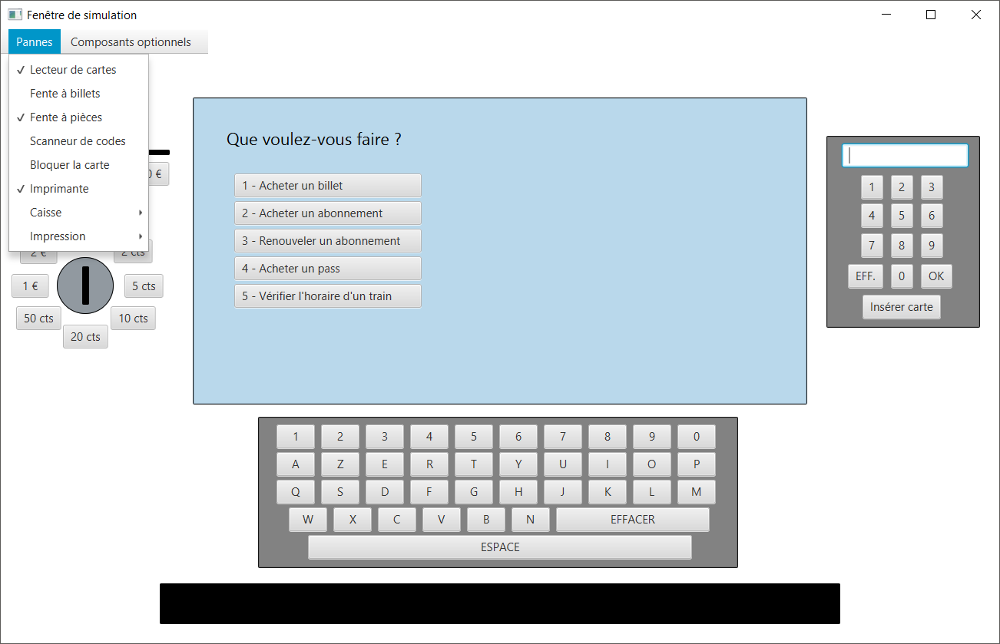 Fenêtre de simulation
Pannes Composants optionnels
✓ Lecteur de cartes
Fente à billets
✓ Fente à pièces
Scanneur de codes
Bloquer la carte
✓ Imprimante
Caisse
Impression
0 €
2 € 2 cts
1 € 5 cts
50 cts 10 cts
20 cts
Que voulez-vous faire ?
1 - Acheter un billet
2 - Acheter un abonnement
3 - Renouveler un abonnement
4 - Acheter un pass
5 - Vérifier l'horaire d'un train
1 2 3
4 5 6
7 8 9
EFF. 0 OK
Insérer carte
1 2 3 4 5 6 7 8 9 0
A Z E R T Y U I O P
Q S D F G H J K L M
W X C V B N EFFACER
ESPACE